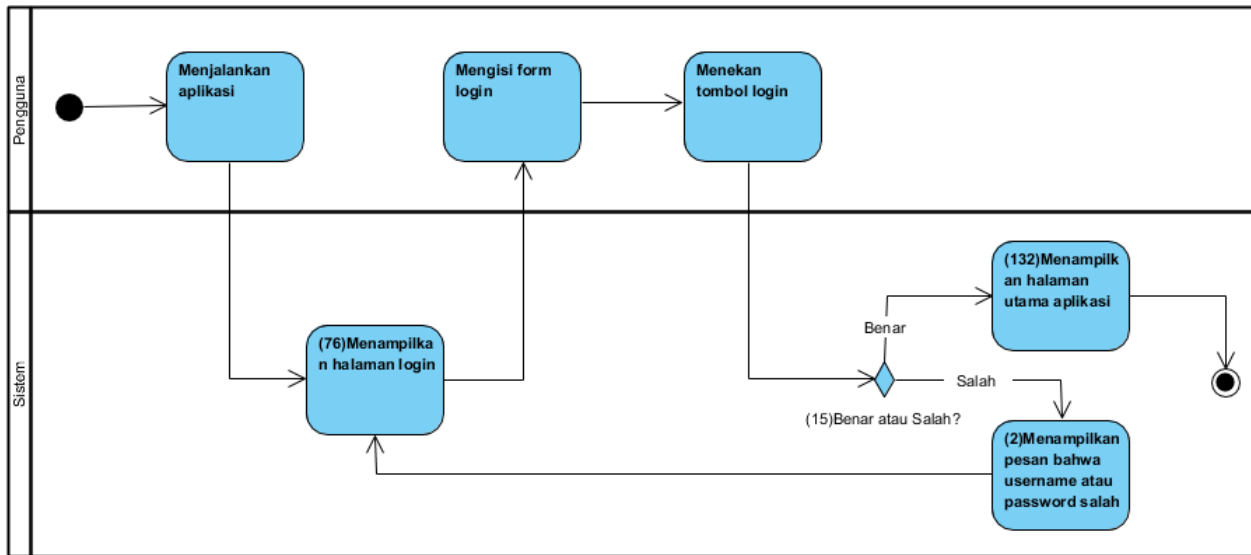 Pengguna
Menjalankan
aplikasi
Mengisi form
login
Menekan
tombol login
Sistem
(76)Menampilka
n halaman login
Benar
(15)Benar atau Salah?
Salah
(132)Menampilk
an halaman
utama aplikasi
(2)Menampilkan
pesan bahwa
username atau
password salah